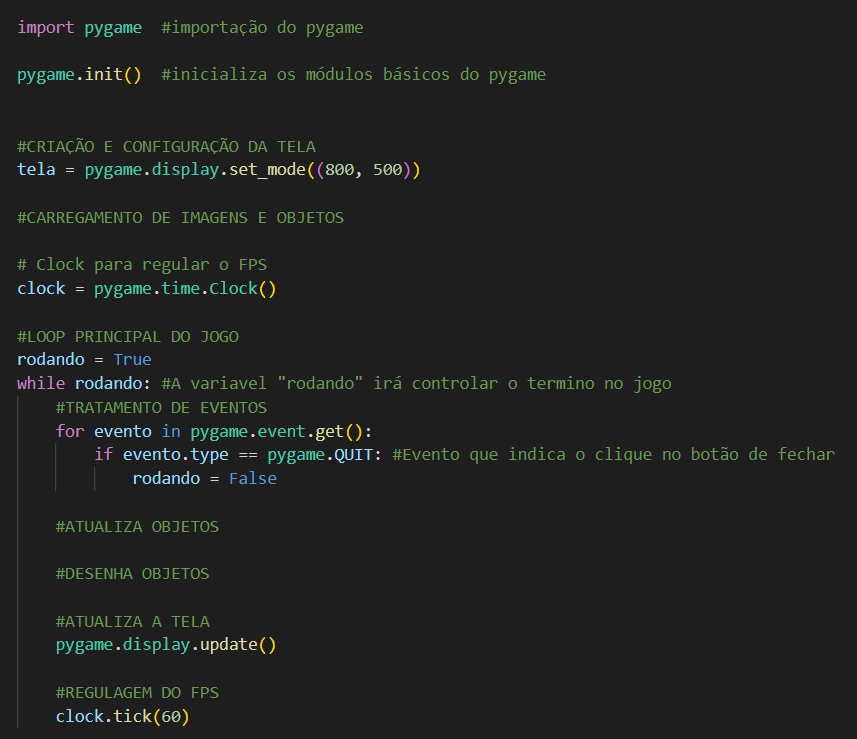 import pygame  #importação do pygame
pygame.init()  #inicializa os módulos básicos do pygame
#CRIAÇÃO E CONFIGURAÇÃO DA TELA
tela = pygame.display.set_mode((800, 500))
#CARREGAMENTO DE IMAGENS E OBJETOS
# Clock para regular o FPS
clock = pygame.time.Clock()
#LOOP PRINCIPAL DO JOGO
rodando = True
while rodando: #A variavel "rodando" irá controlar o termino no jogo
    #TRATAMENTO DE EVENTOS
    for evento in pygame.event.get():
        if evento.type == pygame.QUIT: #Evento que indica o clique no botão de fechar
            rodando = False
    #ATUALIZA OBJETOS
    #DESENHA OBJETOS
    #ATUALIZA A TELA
    pygame.display.update()
    #REGULAGEM DO FPS
    clock.tick(60)